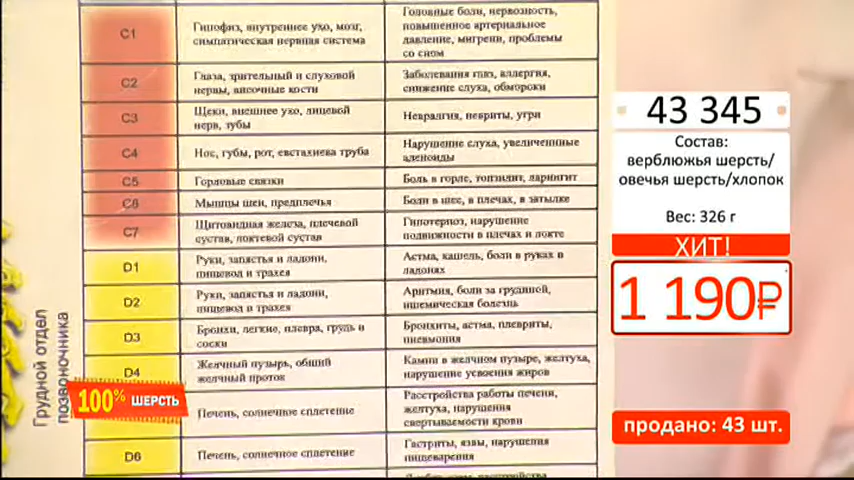 C1
Гипофиз, внутреннее ухо, мозг,
симпатическая нервная система
Головные боли, нервозность,
повышенное артериальное
давление, мигрени, проблемы
со сном
C2
Глаза, зрительный и слуховой
нервы, височные кости
Заболевания глаз, аллергия,
снижение слуха, обмороки
C3
Щеки, внешнее ухо, лицевой
нерв, зубы
Невралгия, невриты, угри
C4
Нос, губы, рот, евстахиева труба
Нарушение слуха, увеличенные
аденоиды
C5
Горловые связки
Боль в горле, тонзилит, ларингит
C6
Мышцы шеи, предплечья
Боли в шее, в плечах, в затылке
C7
Щитовидная железа, плечевой
сустав, локтевой сустав
Гипотериоз, нарушение
подвижности в плечах и локте
D1
Руки, запястья и ладони,
пищевод и трахея
Астма, кашель, боли в руках и
ладонях
D2
Руки, запястья и ладони,
пищевод и трахея
Аритмия, боли за грудиной,
ишемическая болезнь
D3
Бронхи, легкие, плевра, грудь и
соски
Бронхиты, астма, плевриты,
пневмония
D4
Желчный пузырь, общий
желчный проток
Камни в желчном пузыре, желтуха,
нарушение усвоения жиров
Печень, солнечное сплетение
Расстройства работы печени,
желтуха, нарушения
свертываемости крови
D6
Печень, солнечное сплетение
Гастриты, язвы, нарушения
пищеварения
Грудной отдел
позвоночника
100% ШЕРСТЬ
43 345
Состав:
верблюжья шерсть/
овечья шерсть/хлопок
Вес: 326 г
ХИТ!
1 190₽
продано: 43 шт.